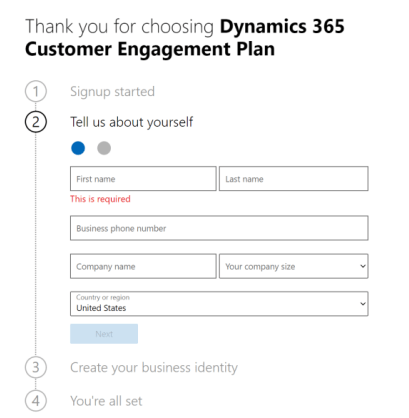 Thank you for choosing Dynamics 365
Customer Engagement Plan
1 Signup started
2 Tell us about yourself
First name Last name
This is required
Business phone number
Company name Your company size
Country or region
United States
Next
3 Create your business identity
4 You're all set